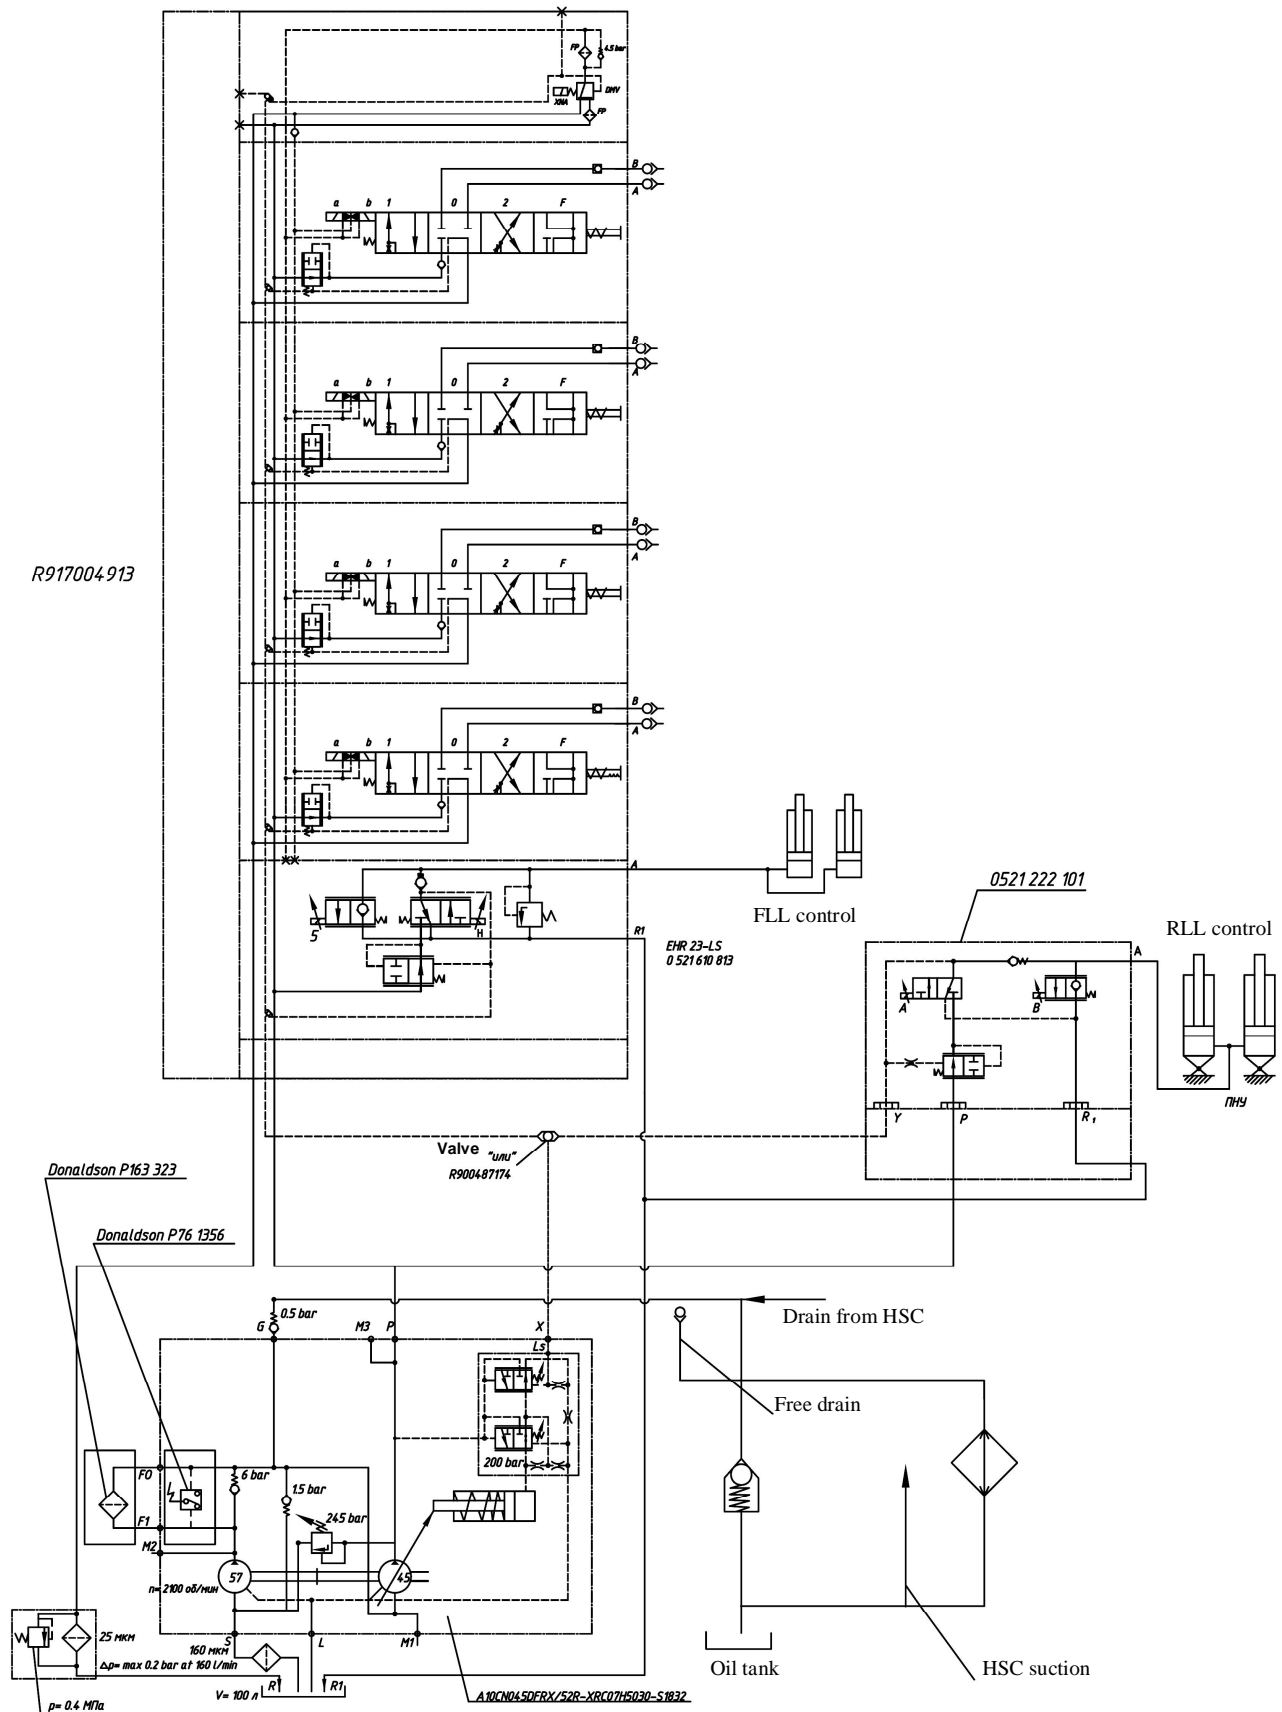 FP
4.5 bar
XNA
DMV
FP
B
A
a b 1 0 2 F
B
A
a b 1 0 2 F
R917004913
B
A
a b 1 0 2 F
B
A
a b 1 0 2 F
A
5
H
R1
EHR 23-LS
0 521 610 813
FLL control
0521 222 101
RLL control
A
A
B
ПНУ
Y
P
R1
Valve "или"
R900487174
Donaldson P163 323
Donaldson P76 1356
0.5 bar
G
M3
P
X
Ls
Drain from HSC
Free drain
200 bar
F0
6 bar
1.5 bar
245 bar
F1
M2
57
45
n= 2100 об/мин
25 мкм
S
160 мкм
L
M1
Δp= max 0.2 bar at 160 l/min
R
R1
V= 100 л
A10CN045DFRX/52R-XRC07H5030-S1832
p= 0.4 МПа
Oil tank
HSC suction